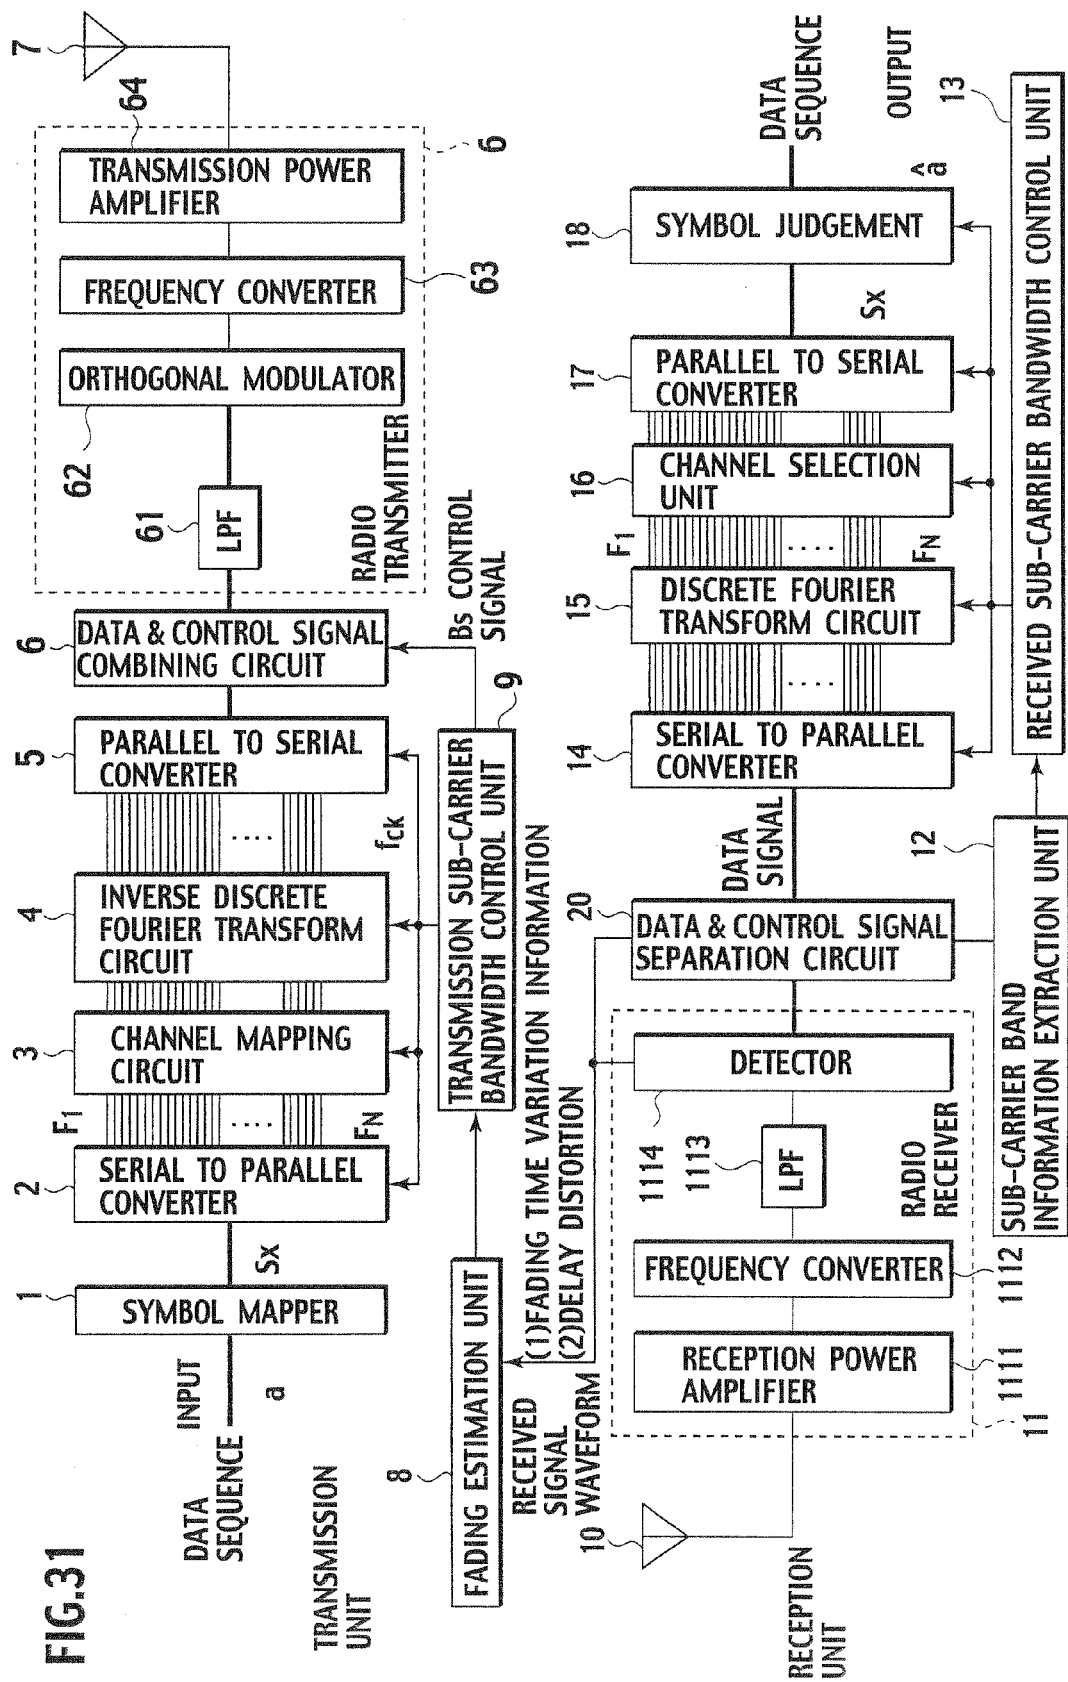 FIG.31
TRANSMISSION
UNIT
DATA
SEQUENCE
INPUT
a
1
SYMBOL MAPPER
Sx
2
SERIAL TO PARALLEL
CONVERTER
F1
FN
3
CHANNEL MAPPING
CIRCUIT
4
INVERSE DISCRETE
FOURIER TRANSFORM
CIRCUIT
fCK
5
PARALLEL TO SERIAL
CONVERTER
6
DATA & CONTROL SIGNAL
COMBINING CIRCUIT
Bs CONTROL
SIGNAL
61
LPF
RADIO
TRANSMITTER
62
ORTHOGONAL MODULATOR
FREQUENCY CONVERTER
63
TRANSMISSION POWER
AMPLIFIER
64
6
7
8
FADING ESTIMATION UNIT
TRANSMISSION SUB-CARRIER
BANDWIDTH CONTROL UNIT
9
RECEIVED
SIGNAL
WAVEFORM
(1)FADING TIME VARIATION INFORMATION
(2)DELAY DISTORTION
RECEPTION
UNIT
10
RECEPTION POWER
AMPLIFIER
1111
FREQUENCY CONVERTER
1112
1113
LPF
1114
DETECTOR
RADIO
RECEIVER
11
20
DATA & CONTROL SIGNAL
SEPARATION CIRCUIT
DATA
SIGNAL
12
SUB-CARRIER BAND
INFORMATION EXTRACTION UNIT
14
SERIAL TO PARALLEL
CONVERTER
15
DISCRETE FOURIER
TRANSFORM CIRCUIT
F1
FN
16
CHANNEL SELECTION
UNIT
17
PARALLEL TO SERIAL
CONVERTER
Sx
18
SYMBOL JUDGEMENT
â
DATA
SEQUENCE
OUTPUT
13
RECEIVED SUB-CARRIER BANDWIDTH CONTROL UNIT